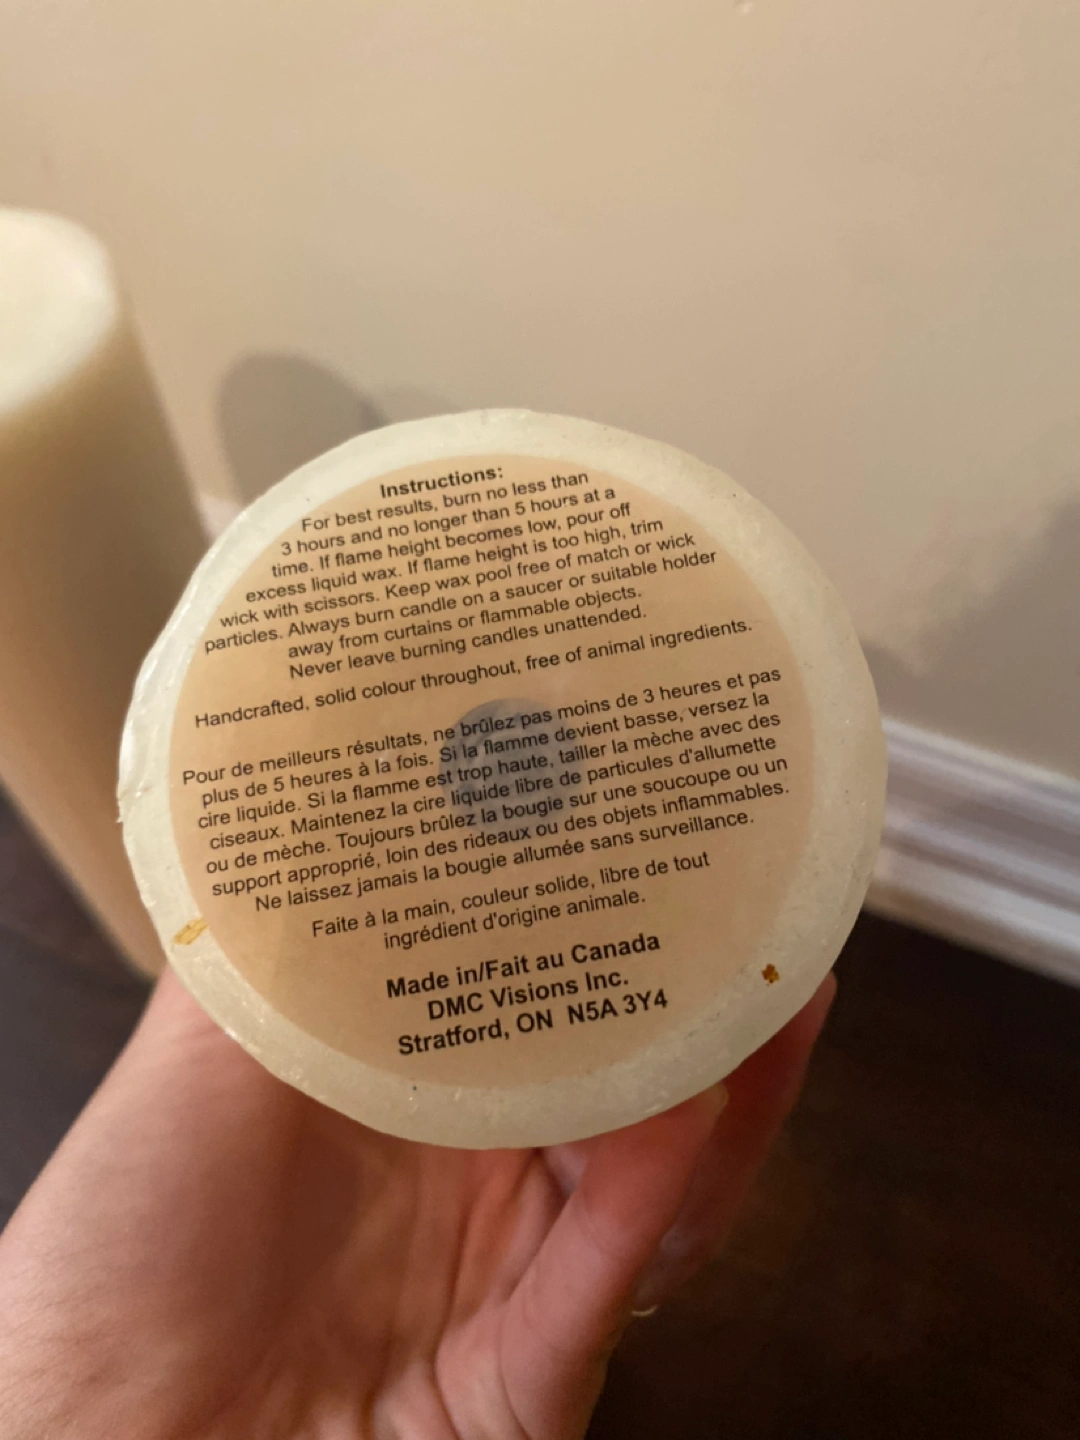 Instructions:
For best results, burn no less than
3 hours and no longer than 5 hours at a
time. If flame height becomes low, pour off
excess liquid wax. If flame height is too high, trim
wick with scissors. Keep wax pool free of match or wick
particles. Always burn candle on a saucer or suitable holder
away from curtains or flammable objects.
Never leave burning candles unattended.
Handcrafted, solid colour throughout, free of animal ingredients.
Pour de meilleurs résultats, ne brûlez pas moins de 3 heures et pas
plus de 5 heures à la fois. Si la flamme devient basse, versez la
cire liquide. Si la flamme est trop haute, tailler la mèche avec des
ciseaux. Maintenez la cire liquide libre de particules d'allumette
ou de mèche. Toujours brûlez la bougie sur une soucoupe ou un
support approprié, loin des rideaux ou des objets inflammables.
Ne laissez jamais la bougie allumée sans surveillance.
Faite à la main, couleur solide, libre de tout
ingrédient d'origine animale.
Made in/Fait au Canada
DMC Visions Inc.
Stratford, ON N5A 3Y4